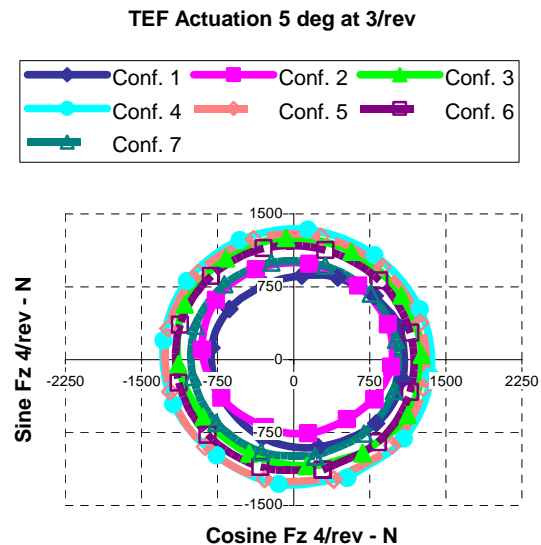 TEF Actuation 5 deg at 3/rev
Conf. 1 Conf. 2 Conf. 3
Conf. 4 Conf. 5 Conf. 6
Conf. 7
1500
750
0
-2250 -1500 -750 0 750 1500 2250
-750
-1500
Sine Fz 4/rev - N
Cosine Fz 4/rev - N